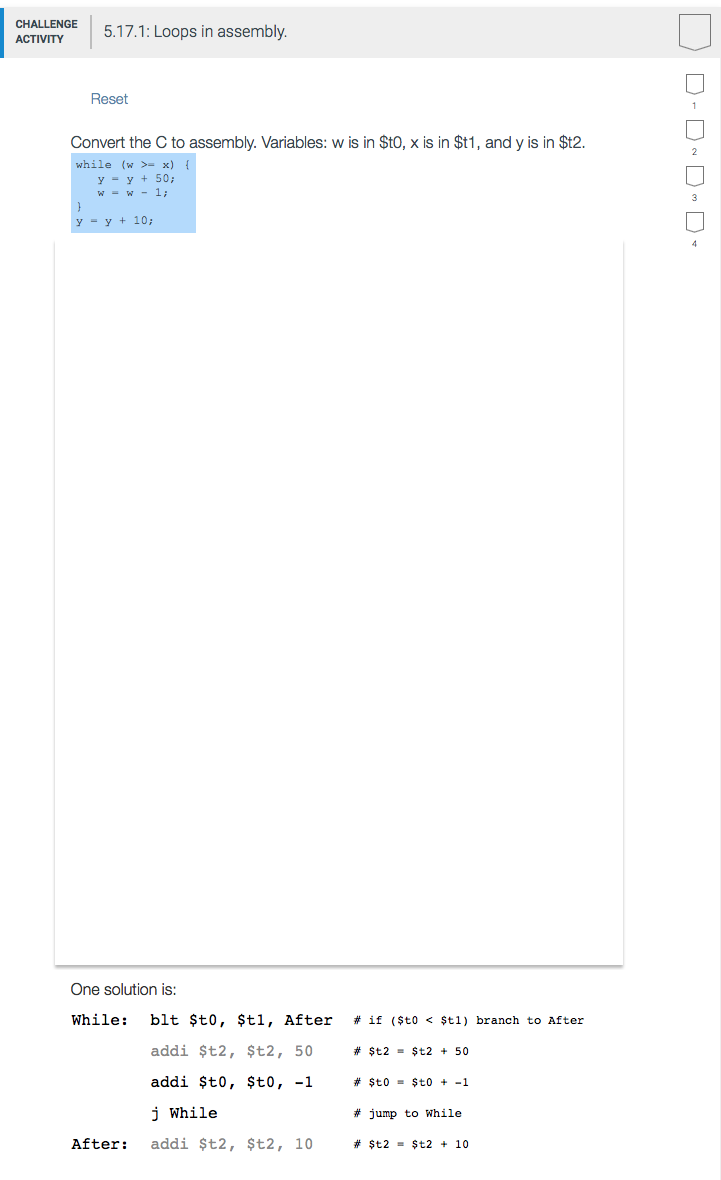 CHALLENGE
ACTIVITY
5.17.1: Loops in assembly.
Reset
1
2
3
4
Convert the C to assembly. Variables: w is in $t0, x is in $t1, and y is in $t2.
while (w >= x) {
   y = y + 50;
   w = w - 1;
}
y = y + 10;
One solution is:
While: blt $t0, $t1, After # if ($t0 < $t1) branch to After
addi $t2, $t2, 50 # $t2 = $t2 + 50
addi $t0, $t0, -1 # $t0 = $t0 + -1
j While # jump to While
After: addi $t2, $t2, 10 # $t2 = $t2 + 10